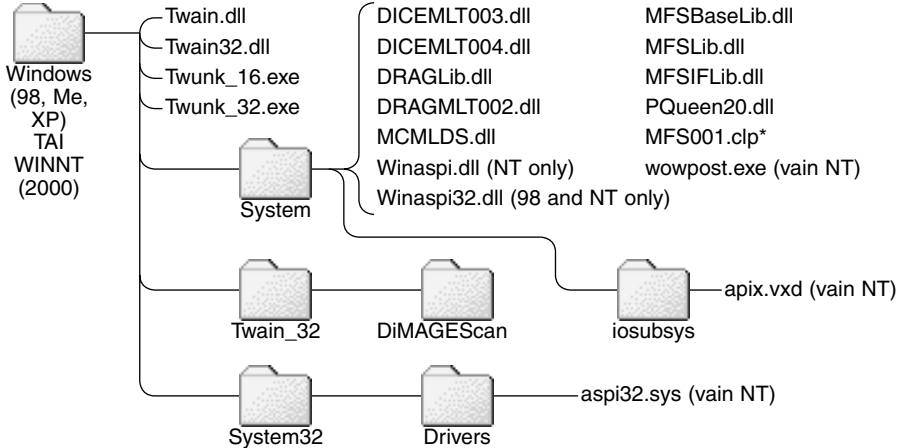 Windows
(98, Me,
XP)
TAI
WINNT
(2000)
Twain.dll
Twain32.dll
Twunk_16.exe
Twunk_32.exe
System
DICEMLT003.dll
DICEMLT004.dll
DRAGLib.dll
DRAGMLT002.dll
MCMLDS.dll
Winaspi.dll (NT only)
Winaspi32.dll (98 and NT only)
MFSBaseLib.dll
MFSLib.dll
MFSIFLib.dll
PQueen20.dll
MFS001.clp*
wowpost.exe (vain NT)
Twain_32
DiMAGEScan
iosubsys
apix.vxd (vain NT)
System32
Drivers
aspi32.sys (vain NT)